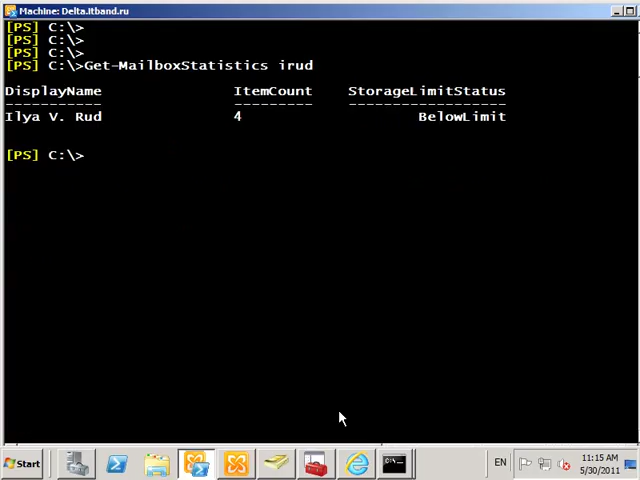 Machine: Delta.itband.ru
[PS] C:\>
[PS] C:\>
[PS] C:\>
[PS] C:\>Get-MailboxStatistics irud
DisplayName ItemCount StorageLimitStatus
----------- --------- ------------------
Ilya V. Rud 4 BelowLimit
[PS] C:\>
Start EN 11:15 AM
5/30/2011